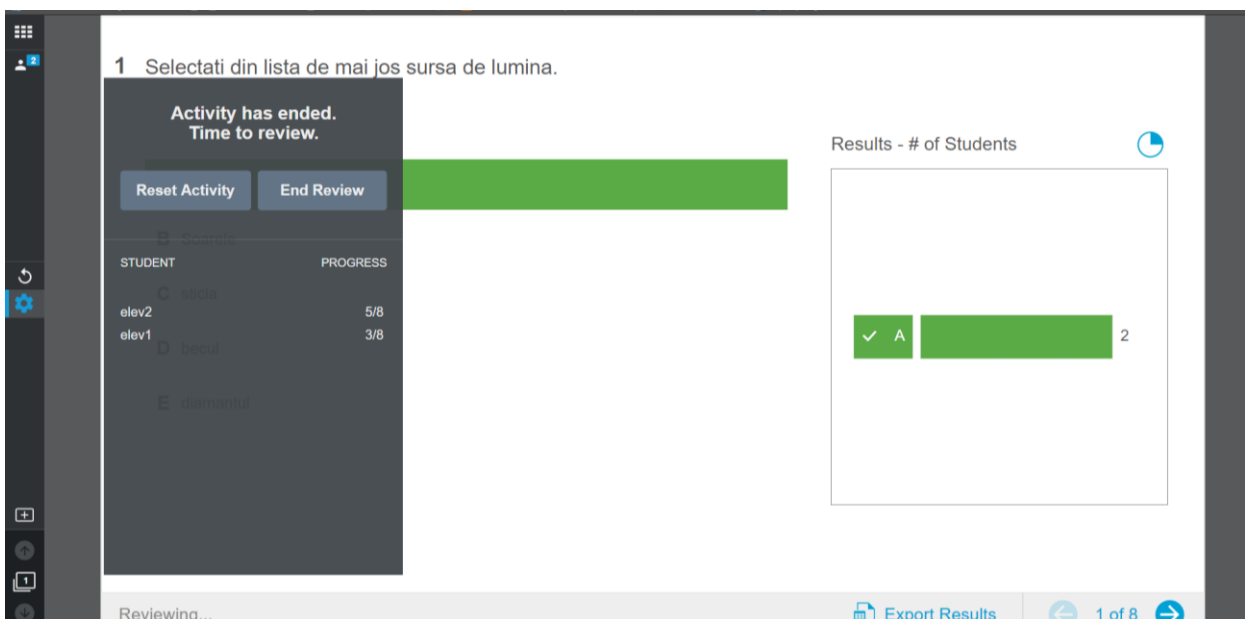 2
1 Selectati din lista de mai jos sursa de lumina.
Activity has ended.
Time to review.
Reset Activity End Review
B Soarele
STUDENT PROGRESS
C sticla
elev2 5/8
elev1 3/8
D becul
E diamantul
Results - # of Students
A 2
1
Reviewing...
Export Results
1 of 8